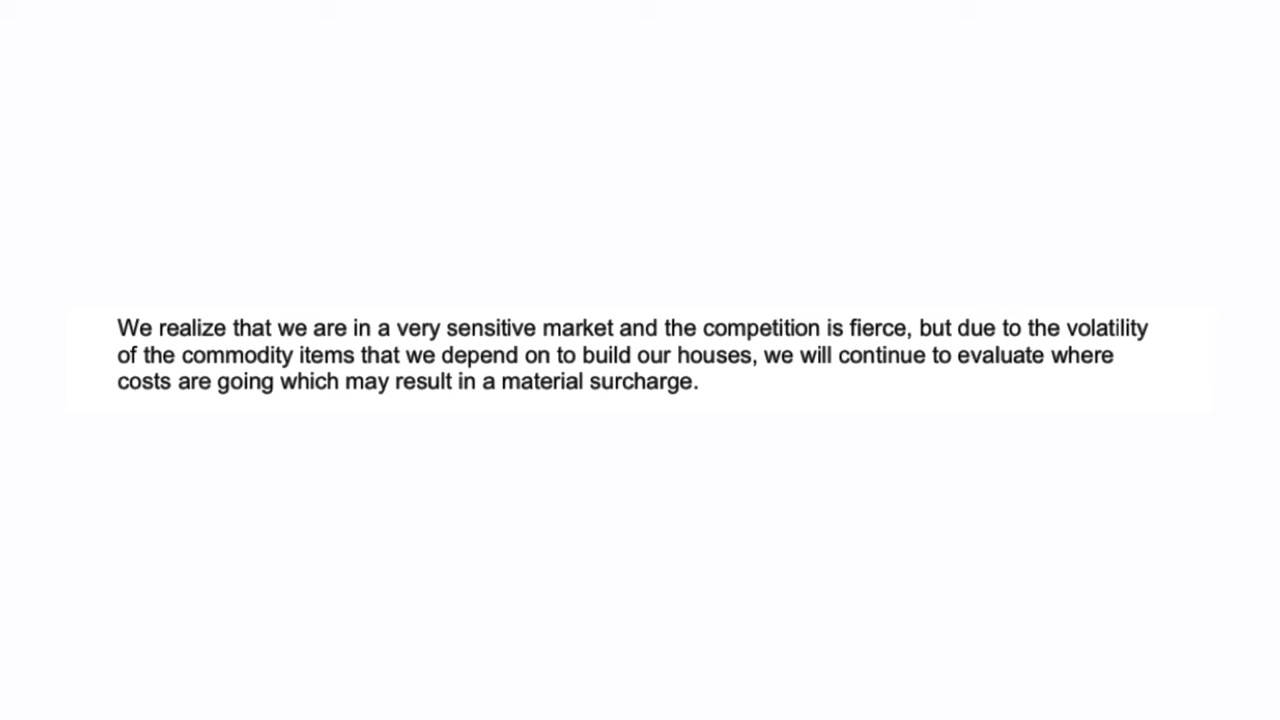 We realize that we are in a very sensitive market and the competition is fierce, but due to the volatility
of the commodity items that we depend on to build our houses, we will continue to evaluate where
costs are going which may result in a material surcharge.